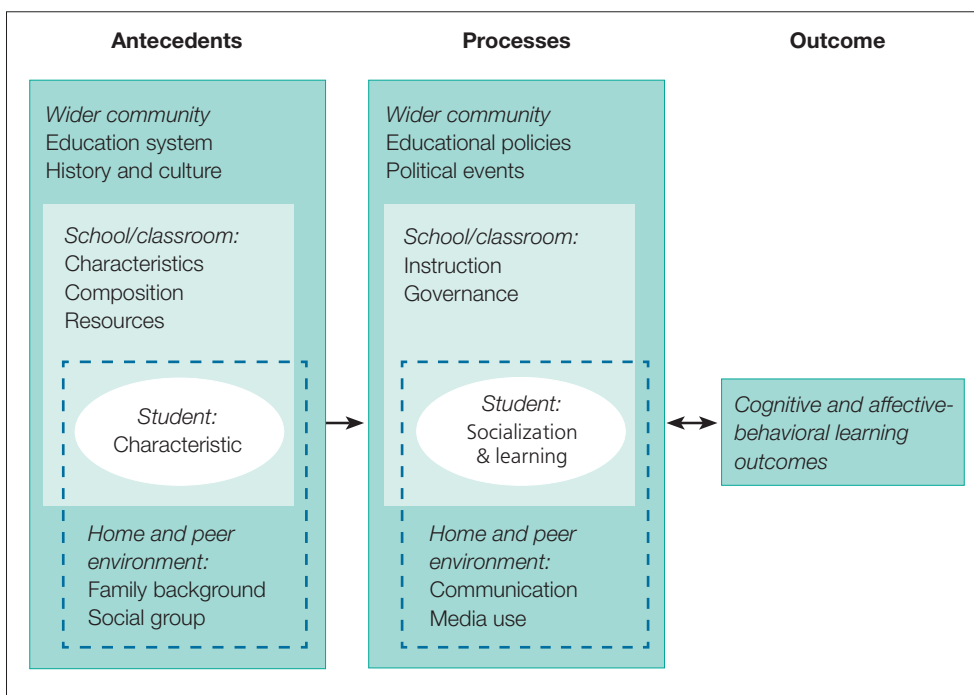 Antecedents
Processes
Outcome
Wider community
Education system
History and culture
School/classroom:
Characteristics
Composition
Resources
Student:
Characteristic
Home and peer
environment:
Family background
Social group
Wider community
Educational policies
Political events
School/classroom:
Instruction
Governance
Student:
Socialization
& learning
Home and peer
environment:
Communication
Media use
Cognitive and affective-
behavioral learning
outcomes